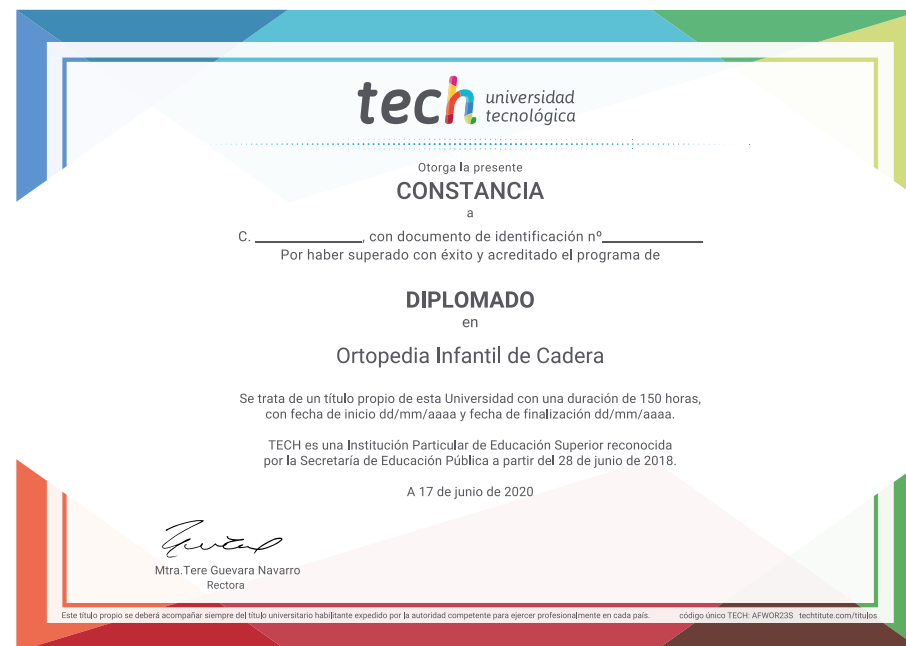 tech universidad
tecnológica
Otorga la presente
CONSTANCIA
a
C. ____________, con documento de identificación nº____________
Por haber superado con éxito y acreditado el programa de
DIPLOMADO
en
Ortopedia Infantil de Cadera
Se trata de un título propio de esta Universidad con una duración de 150 horas,
con fecha de inicio dd/mm/aaaa y fecha de finalización dd/mm/aaaa.
TECH es una Institución Particular de Educación Superior reconocida
por la Secretaría de Educación Pública a partir del 28 de junio de 2018.
A 17 de junio de 2020
Mtra.Tere Guevara Navarro
Rectora
Este título propio se deberá acompañar siempre del título universitario habilitante expedido por la autoridad competente para ejercer profesionalmente en cada país. código único TECH: AFWOR23S techtitute.com/titulos